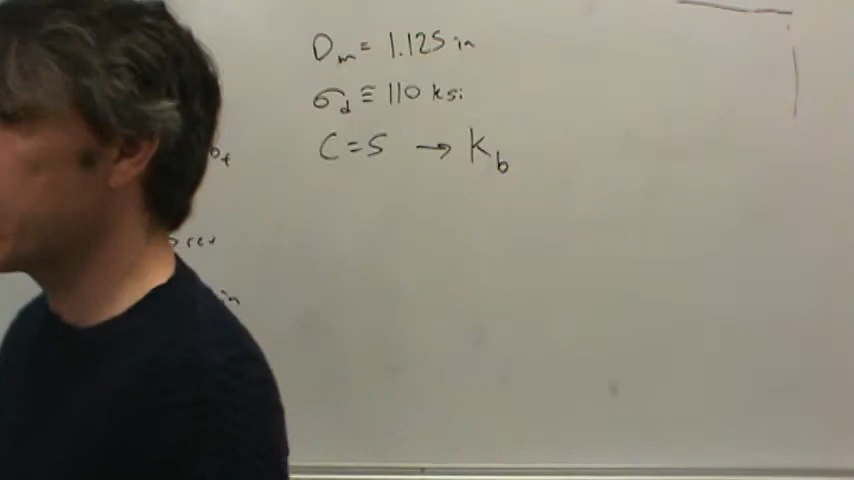 Dm = 1.125 in
σd ≡ 110 ksi
C = 5 → Kb